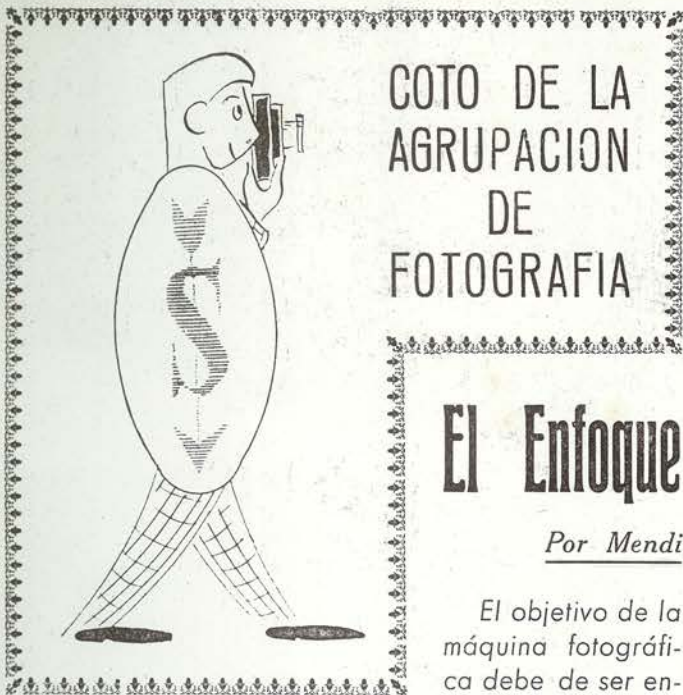 COTO DE LA
AGRUPACION
DE
FOTOGRAFIA
S
El Enfoque
Por Mendi
El objetivo de la
máquina fotográfi-
ca debe de ser en-